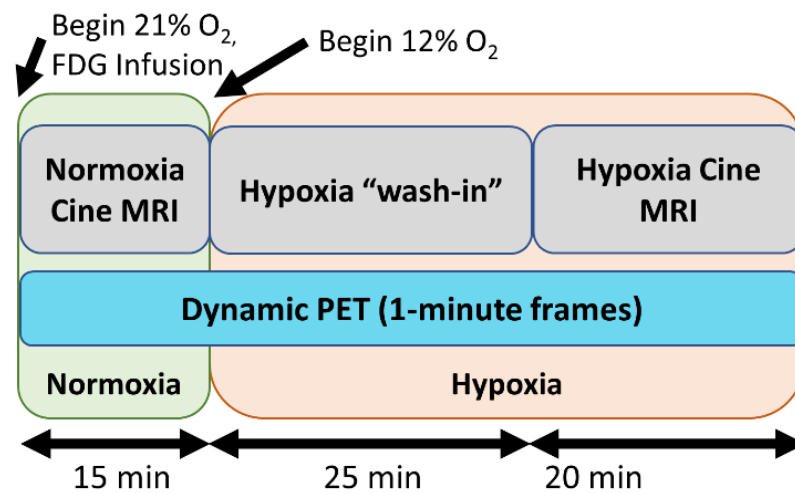 Begin 21% O₂,
FDG Infusion
Begin 12% O₂
Normoxia
Cine MRI
Hypoxia “wash-in”
Hypoxia Cine
MRI
Dynamic PET (1-minute frames)
Normoxia
Hypoxia
15 min
25 min
20 min